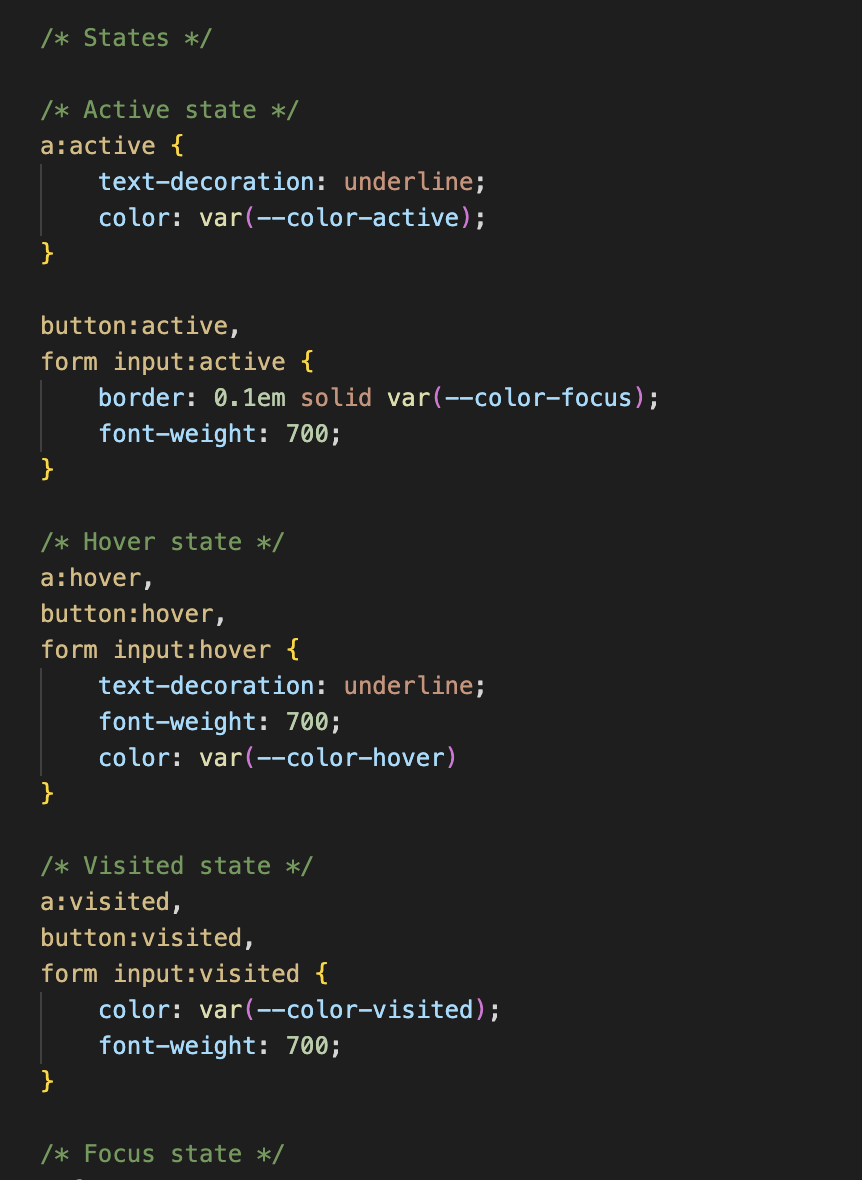 /* States */
/* Active state */
a:active {
text-decoration: underline;
color: var(--color-active);
}
button:active,
form input:active {
border: 0.1em solid var(--color-focus);
font-weight: 700;
}
/* Hover state */
a:hover,
button:hover,
form input:hover {
text-decoration: underline;
font-weight: 700;
color: var(--color-hover)
}
/* Visited state */
a:visited,
button:visited,
form input:visited {
color: var(--color-visited);
font-weight: 700;
}
/* Focus state */